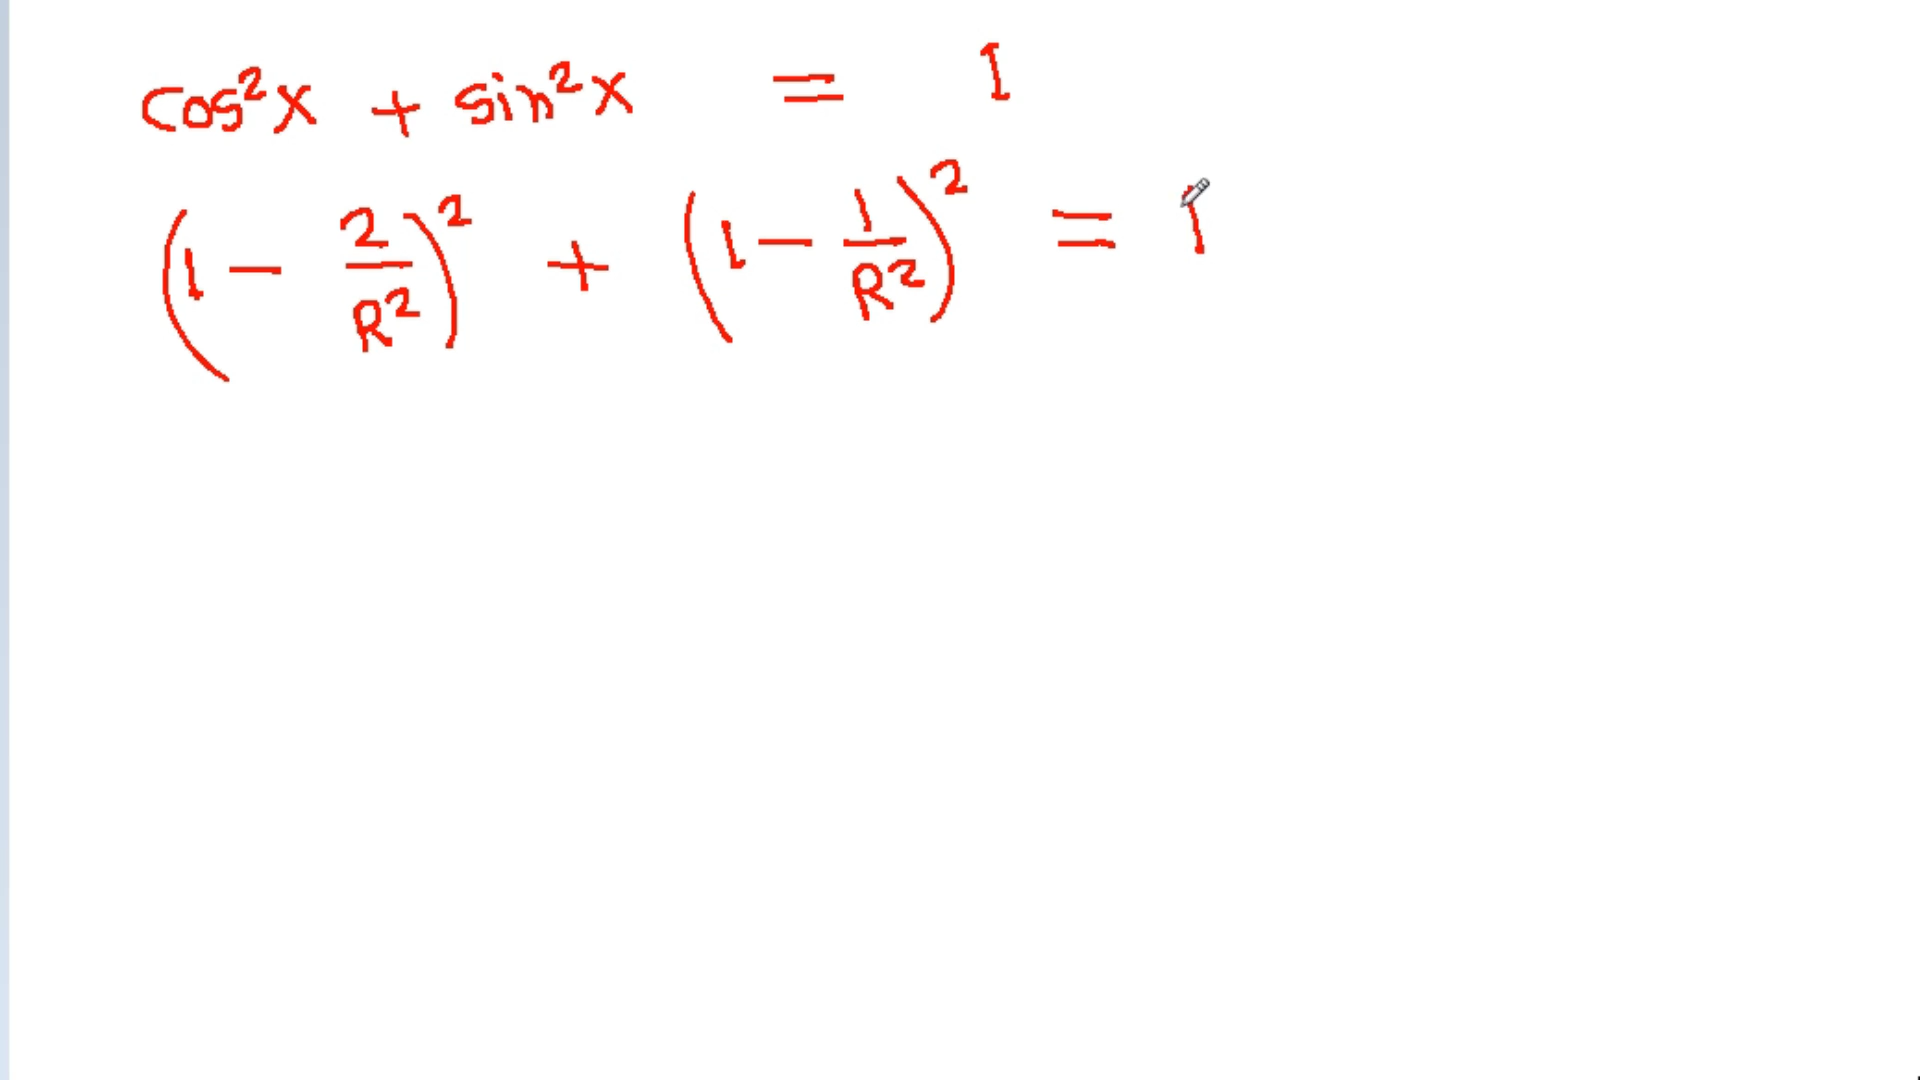 cos²x + sin²x = 1
(1 - 2/R²)² + (1 - 1/R²)² = 1